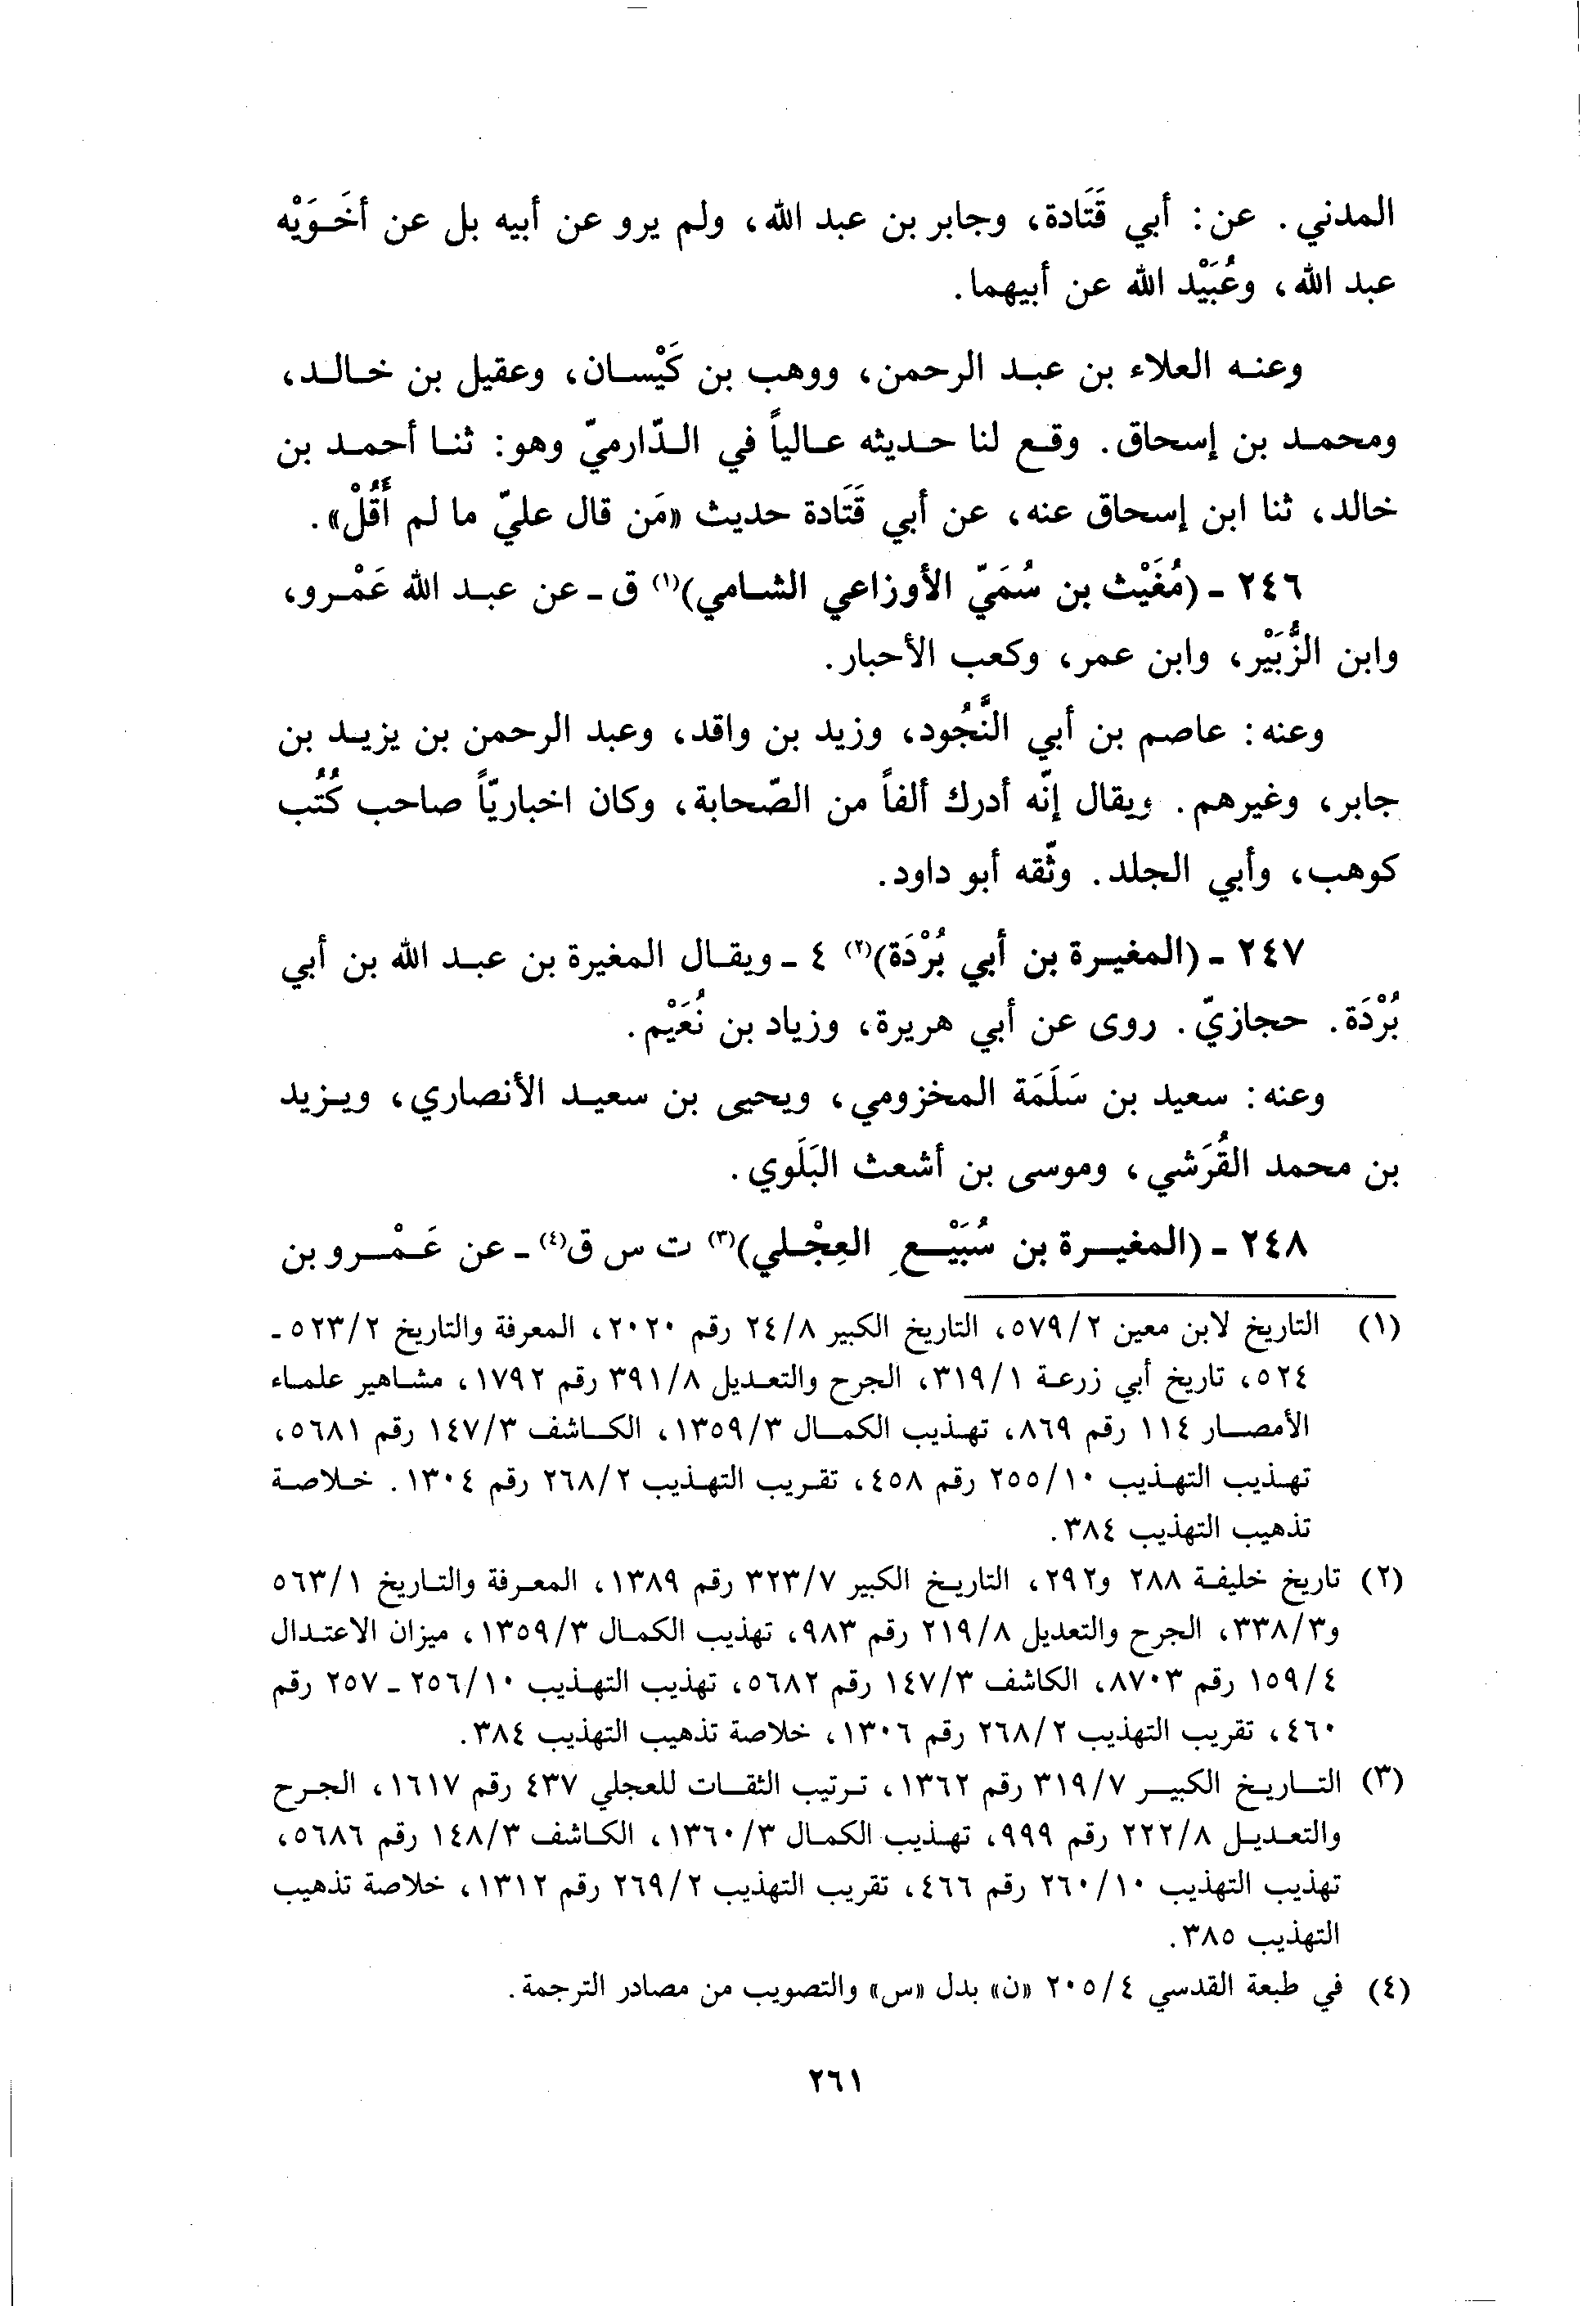 المدني. عن: أبي قَتَادة، وجابر بن عبد الله، ولم يرو عن أبيه بل عن أخَوَيْه
عبد الله، وعُبَيْد الله عن أبيهما.
وعنه العلاء بن عبد الرحمن، ووهب بن كَيْسان، وعقيل بن خالد،
ومحمد بن إسحاق. وقع لنا حديثه عالياً في الدّارميّ وهو: ثنا أحمد بن
خالد، ثنا ابن إسحاق عنه، عن أبي قَتَادة حديث «مَن قال عليّ ما لم أَقُلْ».
٢٤٦ - (مُغَيْث بن سُمَيّ الأوزاعي الشامي)(١) ق - عن عبد الله عَمْرو،
وابن الزُّبَيْر، وابن عمر، وكعب الأحبار.
وعنه: عاصم بن أبي النَّجُود، وزيد بن واقد، وعبد الرحمن بن يزيد بن
جابر، وغيرهم. ويقال إنّه أدرك ألفاً من الصّحابة، وكان اخباريّاً صاحب كُتُب
كوهب، وأبي الجلد. وثّقه أبو داود.
٢٤٧ - (المغيرة بن أبي بُرْدَة)(٢) ٤ - ويقال المغيرة بن عبد الله بن أبي
بُرْدَة. حجازيّ. روى عن أبي هريرة، وزياد بن نُعَيْم.
وعنه: سعيد بن سَلَمَة المخزومي، ويحيى بن سعيد الأنصاري، ويزيد
بن محمد القُرَشي، وموسى بن أشعث البَلَوي.
٢٤٨ - (المغيرة بن سُبَيْعٍ العِجْلي)(٣) ت س ق(٤) - عن عَمْرو بن
(١) التاريخ لابن معين ٥٧٩/٢، التاريخ الكبير ٢٤/٨ رقم ٢٠٢٠، المعرفة والتاريخ ٥٢٣/٢ -
٥٢٤، تاريخ أبي زرعة ٣١٩/١، الجرح والتعديل ٣٩١/٨ رقم ١٧٩٢، مشاهير علماء
الأمصار ١١٤ رقم ٨٦٩، تهذيب الكمال ١٣٥٩/٣، الكاشف ١٤٧/٣ رقم ٥٦٨١،
تهذيب التهذيب ٢٥٥/١٠ رقم ٤٥٨، تقريب التهذيب ٢٦٨/٢ رقم ١٣٠٤. خلاصة
تذهيب التهذيب ٣٨٤.
(٢) تاريخ خليفة ٢٨٨ و٢٩٢، التاريخ الكبير ٣٢٣/٧ رقم ١٣٨٩، المعرفة والتاريخ ٥٦٣/١
و٣٣٨/٣، الجرح والتعديل ٢١٩/٨ رقم ٩٨٣، تهذيب الكمال ١٣٥٩/٣، ميزان الاعتدال
١٥٩/٤ رقم ٨٧٠٣، الكاشف ١٤٧/٣ رقم ٥٦٨٢، تهذيب التهذيب ٢٥٦/١٠ - ٢٥٧ رقم
٤٦٠، تقريب التهذيب ٢٦٨/٢ رقم ١٣٠٦، خلاصة تذهيب التهذيب ٣٨٤.
(٣) التاريخ الكبير ٣١٩/٧ رقم ١٣٦٢، ترتيب الثقات للعجلي ٤٣٧ رقم ١٦١٧، الجرح
والتعديل ٢٢٢/٨ رقم ٩٩٩، تهذيب الكمال ١٣٦٠/٣، الكاشف ١٤٨/٣ رقم ٥٦٨٦،
تهذيب التهذيب ٢٦٠/١٠ رقم ٤٦٦، تقريب التهذيب ٢٦٩/٢ رقم ١٣١٢، خلاصة تذهيب
التهذيب ٣٨٥.
(٤) في طبعة القدسي ٢٠٥/٤ «ن» بدل «س» والتصويب من مصادر الترجمة.
٢٦١